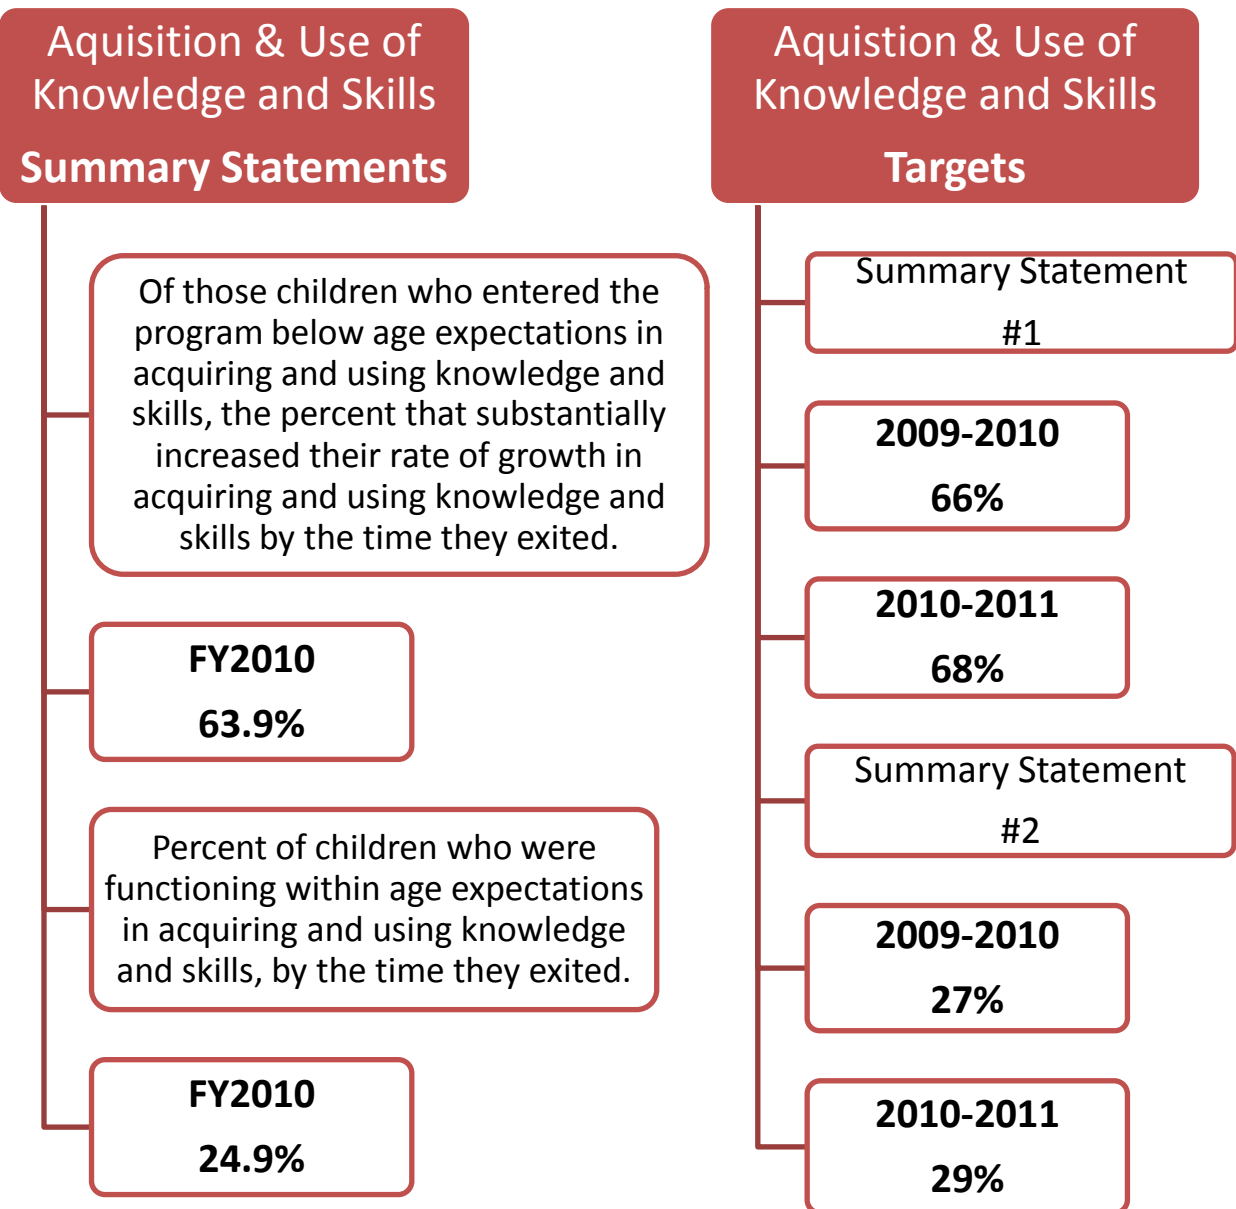 Aquisition & Use of
Knowledge and Skills
Summary Statements
Of those children who entered the
program below age expectations in
acquiring and using knowledge and
skills, the percent that substantially
increased their rate of growth in
acquiring and using knowledge and
skills by the time they exited.
FY2010
63.9%
Percent of children who were
functioning within age expectations
in acquiring and using knowledge
and skills, by the time they exited.
FY2010
24.9%
Aquistion & Use of
Knowledge and Skills
Targets
Summary Statement
#1
2009-2010
66%
2010-2011
68%
Summary Statement
#2
2009-2010
27%
2010-2011
29%